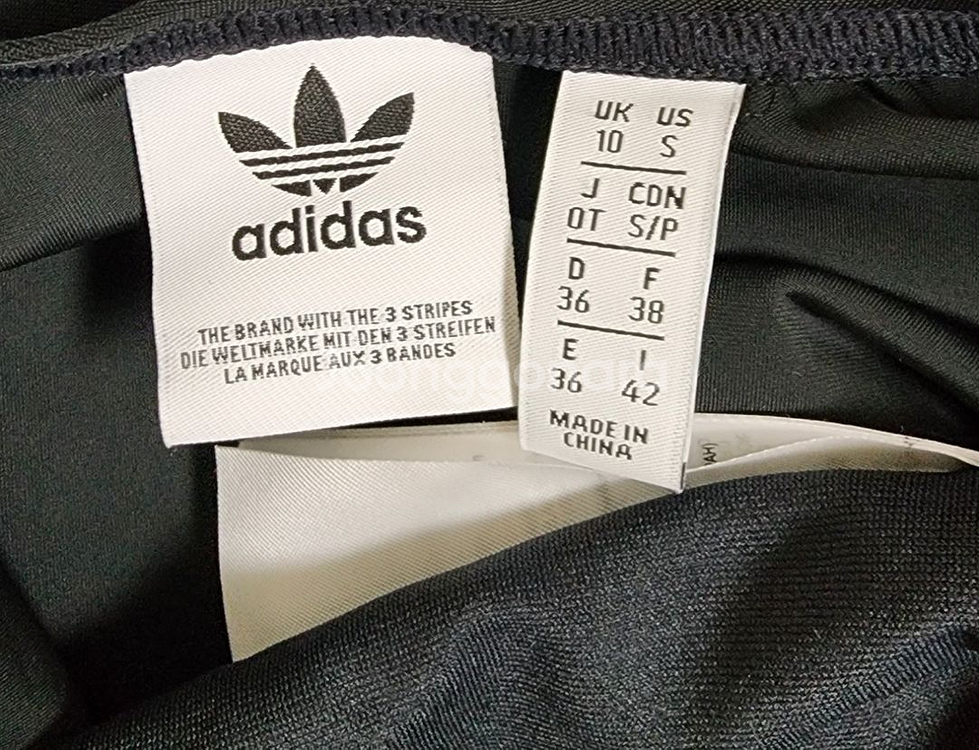 adidas
THE BRAND WITH THE 3 STRIPES
DIE WELTMARKE MIT DEN 3 STREIFEN
LA MARQUE AUX 3 BANDES
UK US
10 S
J CDN
OT S/P
D F
36 38
E I
36 42
MADE IN
CHINA